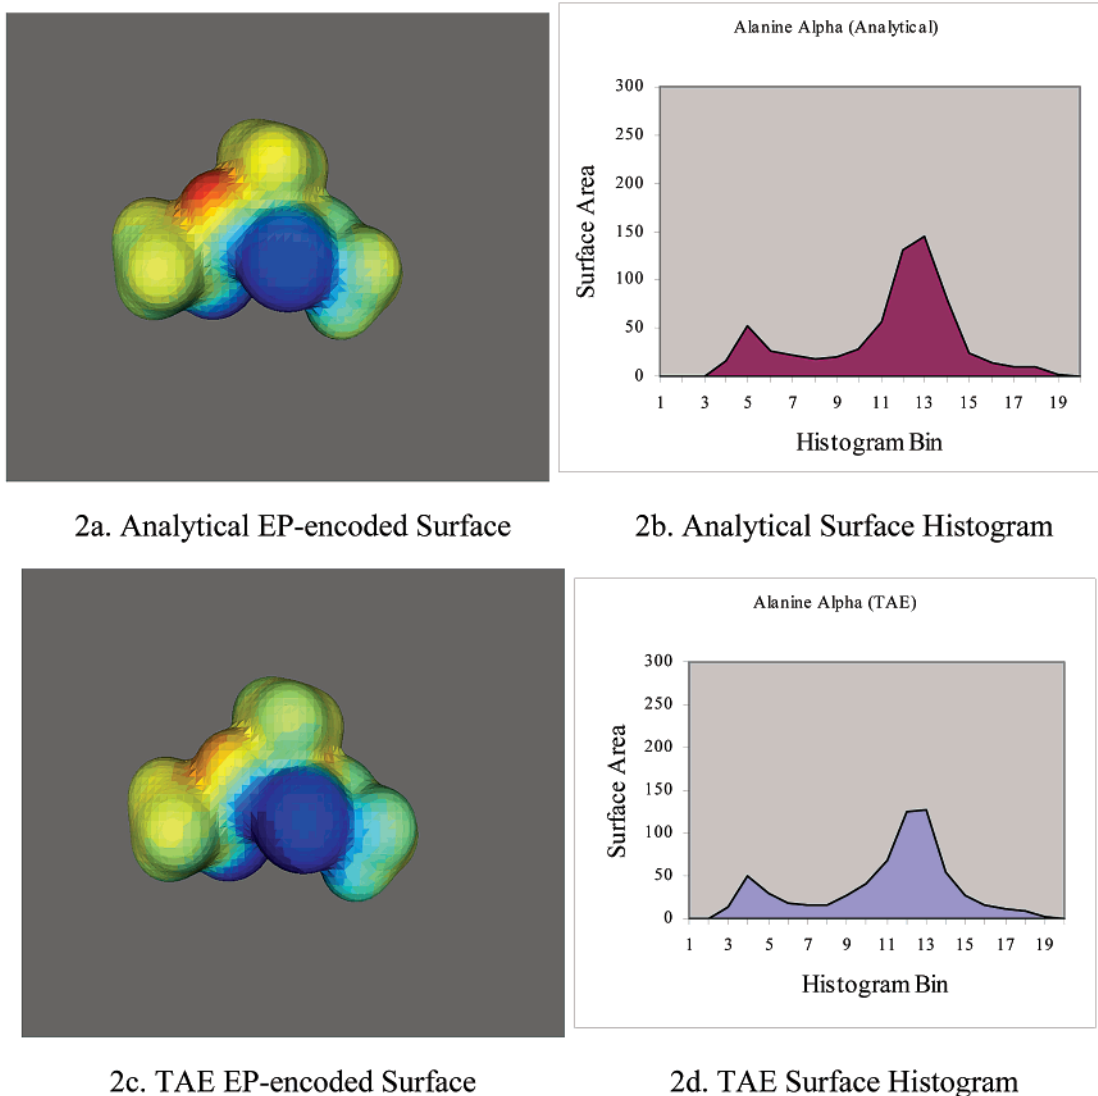 Alanine Alpha (Analytical)
300
250
200
150
100
50
0
Surface Area
1 3 5 7 9 11 13 15 17 19
Histogram Bin
2a. Analytical EP-encoded Surface
2b. Analytical Surface Histogram
Alanine Alpha (TAE)
300
250
200
150
100
50
0
Surface Area
1 3 5 7 9 11 13 15 17 19
Histogram Bin
2c. TAE EP-encoded Surface
2d. TAE Surface Histogram